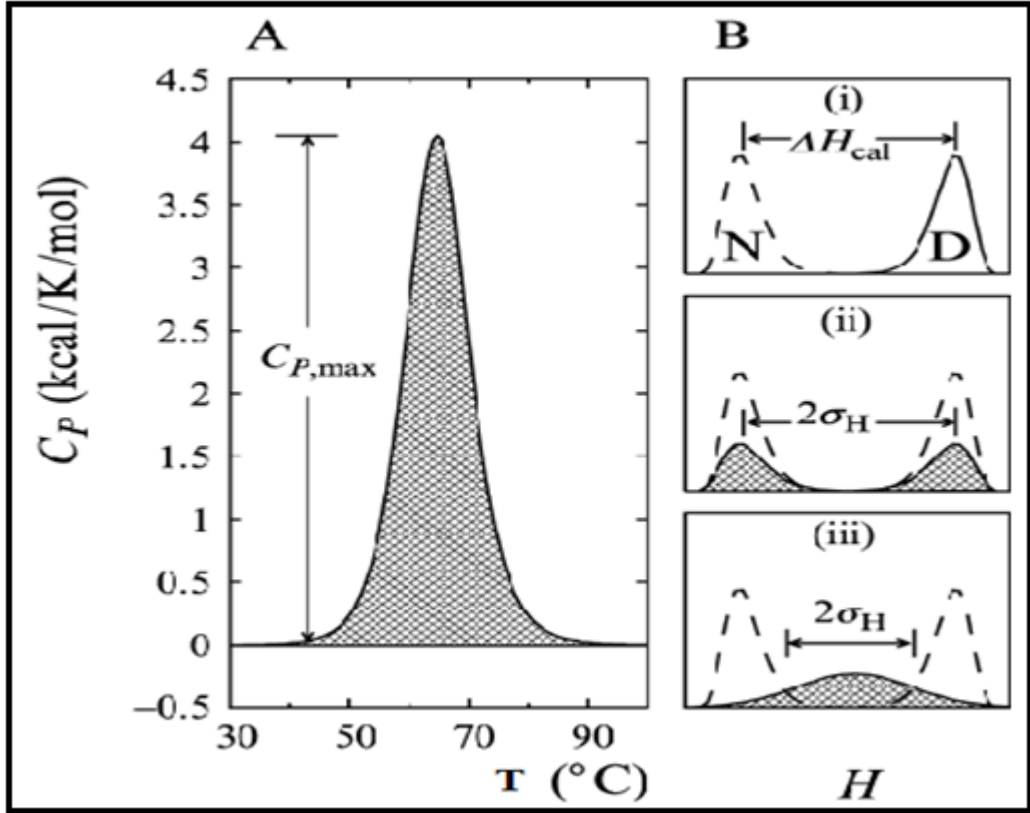 A
B
4.5
4
3.5
3
2.5
2
1.5
1
0.5
0
–0.5
C_P (kcal/K/mol)
C_P,max
30
50
70
90
T (°C)
(i)
ΔH_cal
N
D
(ii)
2σ_H
(iii)
2σ_H
H